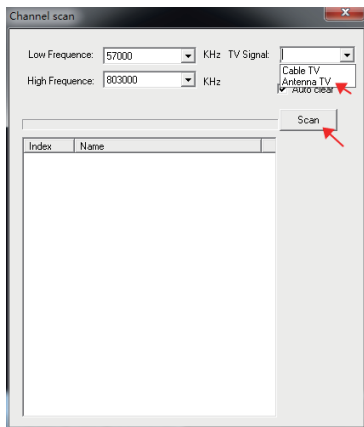 Channel scan
Low Frequence: 57000 KHz TV Signal:
Cable TV
Antenna TV
High Frequence: 803000 KHz
Auto clear
Scan
Index Name